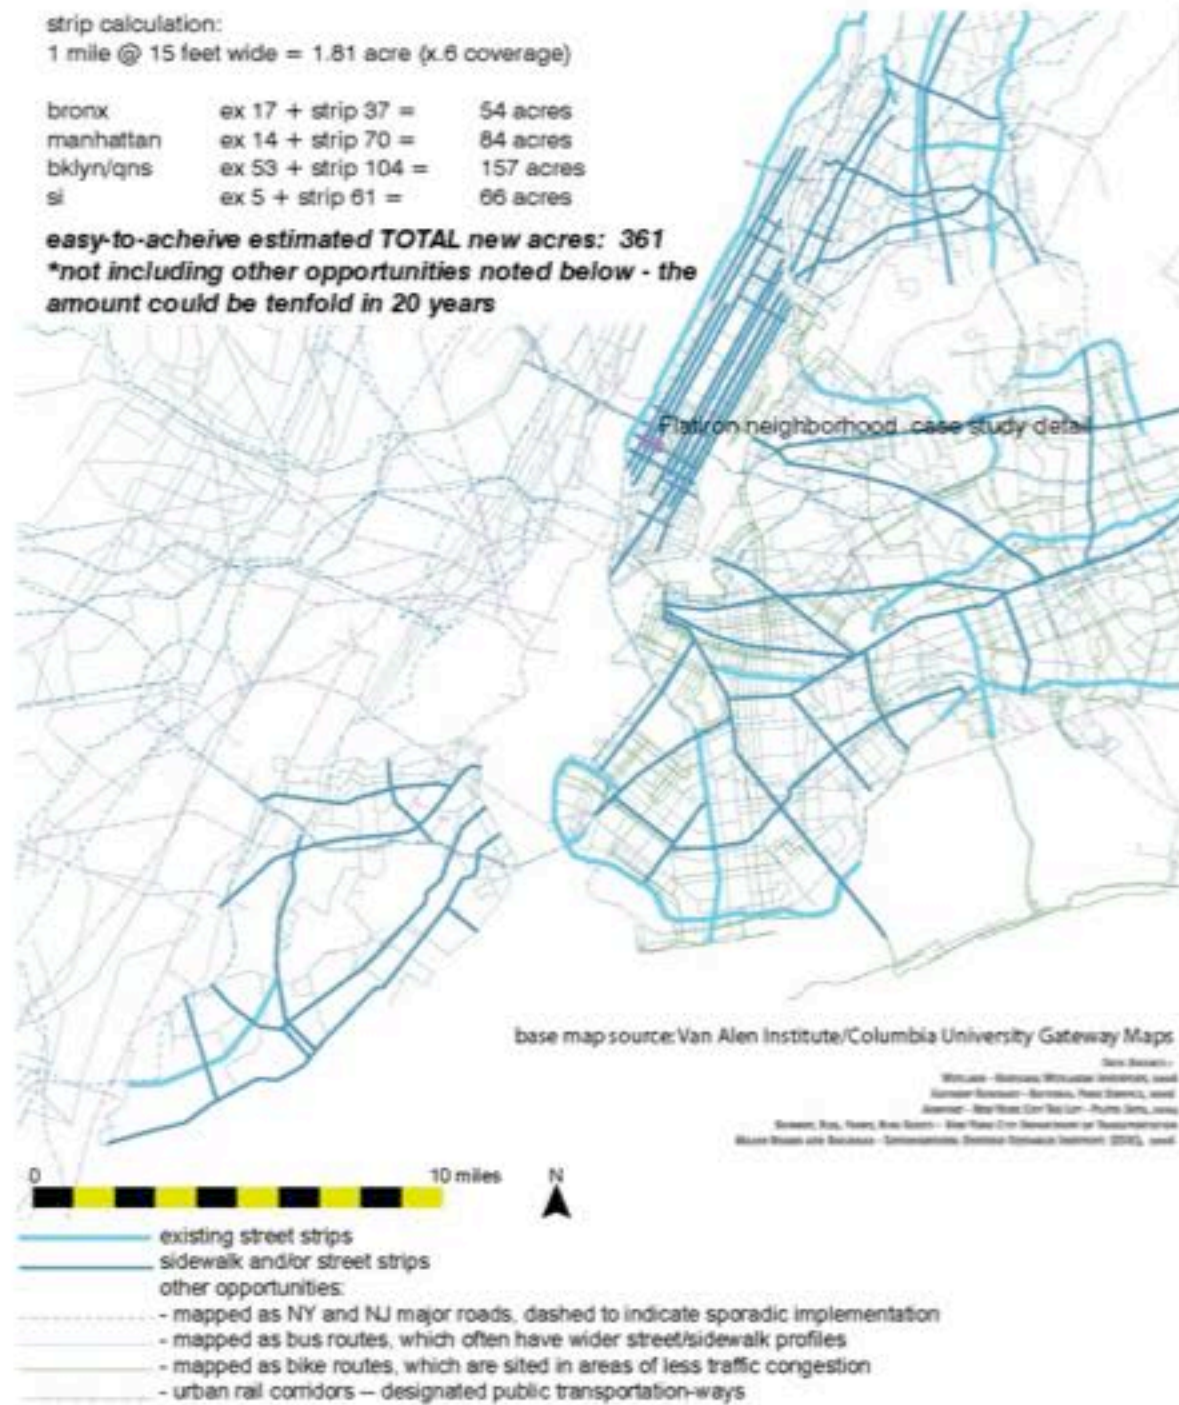 strip calculation:
1 mile @ 15 feet wide = 1.81 acre (x.6 coverage)
bronx ex 17 + strip 37 = 54 acres
manhattan ex 14 + strip 70 = 84 acres
bklyn/qns ex 53 + strip 104 = 157 acres
si ex 5 + strip 61 = 66 acres
easy-to-acheive estimated TOTAL new acres: 361
*not including other opportunities noted below - the
amount could be tenfold in 20 years
Flatiron neighborhood case study detail
base map source: Van Alen Institute/Columbia University Gateway Maps
0 10 miles N
existing street strips
sidewalk and/or street strips
other opportunities:
- mapped as NY and NJ major roads, dashed to indicate sporadic implementation
- mapped as bus routes, which often have wider street/sidewalk profiles
- mapped as bike routes, which are sited in areas of less traffic congestion
- urban rail corridors -- designated public transportation-ways